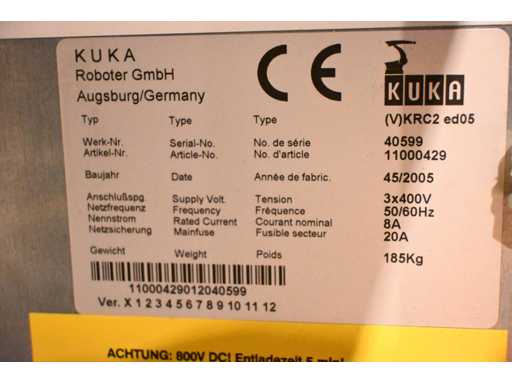 KUKA
Roboter GmbH
Augsburg/Germany
CE
KUKA
Typ Type Type (V)KRC2 ed05
Werk-Nr. Serial-No. No. de série 40599
Artikel-Nr. Article-No. No. d'article 11000429
Baujahr Date Année de fabric. 45/2005
Anschlußspg. Supply Volt. Tension 3x400V
Netzfrequenz Frequency Fréquence 50/60Hz
Nennstrom Rated Current Courant nominal 8A
Netzsicherung Mainfuse Fusible secteur 20A
Gewicht Weight Poids 185Kg
11000429012040599
Ver. X 1 2 3 4 5 6 7 8 9 10 11 12
ACHTUNG: 800V DC! Entladezeit 5 min!